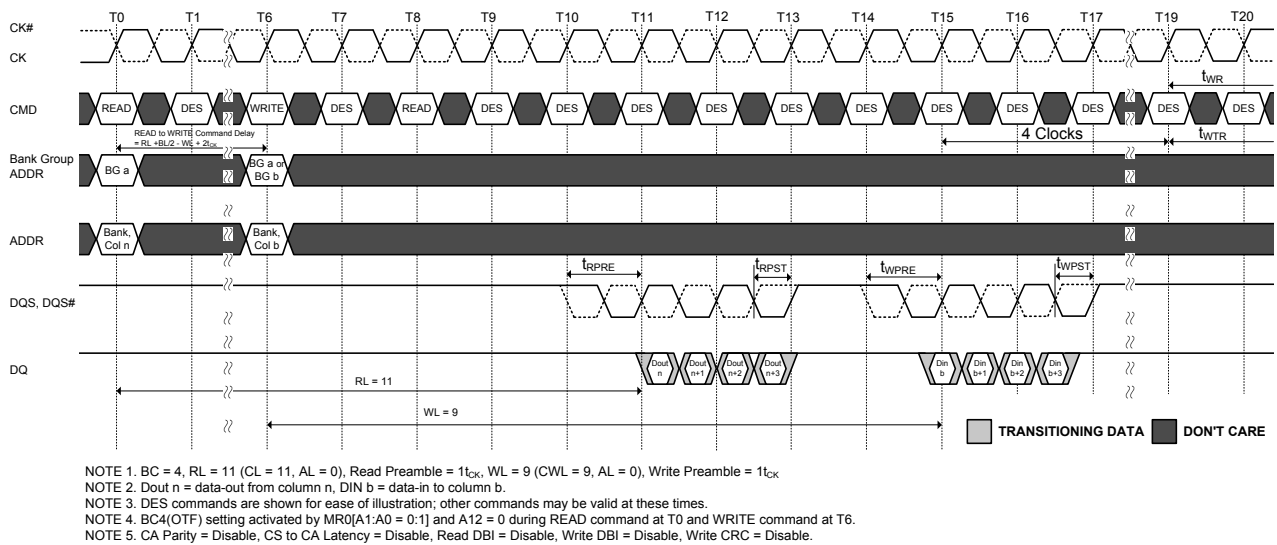 T0 T1 T6 T7 T8 T9 T10 T11 T12 T13 T14 T15 T16 T17 T19 T20
CK#
CK
tWR
CMD READ DES WRITE DES READ DES DES DES DES DES DES DES DES DES DES DES
READ to WRITE Command Delay
= RL +BL/2 - WL + 2tCK
4 Clocks tWTR
Bank Group
ADDR
BG a
BG a or
BG b
ADDR
Bank,
Col n
Bank,
Col b
tRPRE tRPST tWPRE tWPST
DQS, DQS#
DQ
Dout
n
Dout
n+1
Dout
n+2
Dout
n+3
Din
b
Din
b+1
Din
b+2
Din
b+3
RL = 11
WL = 9
TRANSITIONING DATA DON'T CARE
NOTE 1. BC = 4, RL = 11 (CL = 11, AL = 0), Read Preamble = 1tCK, WL = 9 (CWL = 9, AL = 0), Write Preamble = 1tCK
NOTE 2. Dout n = data-out from column n, DIN b = data-in to column b.
NOTE 3. DES commands are shown for ease of illustration; other commands may be valid at these times.
NOTE 4. BC4(OTF) setting activated by MR0[A1:A0 = 0:1] and A12 = 0 during READ command at T0 and WRITE command at T6.
NOTE 5. CA Parity = Disable, CS to CA Latency = Disable, Read DBI = Disable, Write DBI = Disable, Write CRC = Disable.